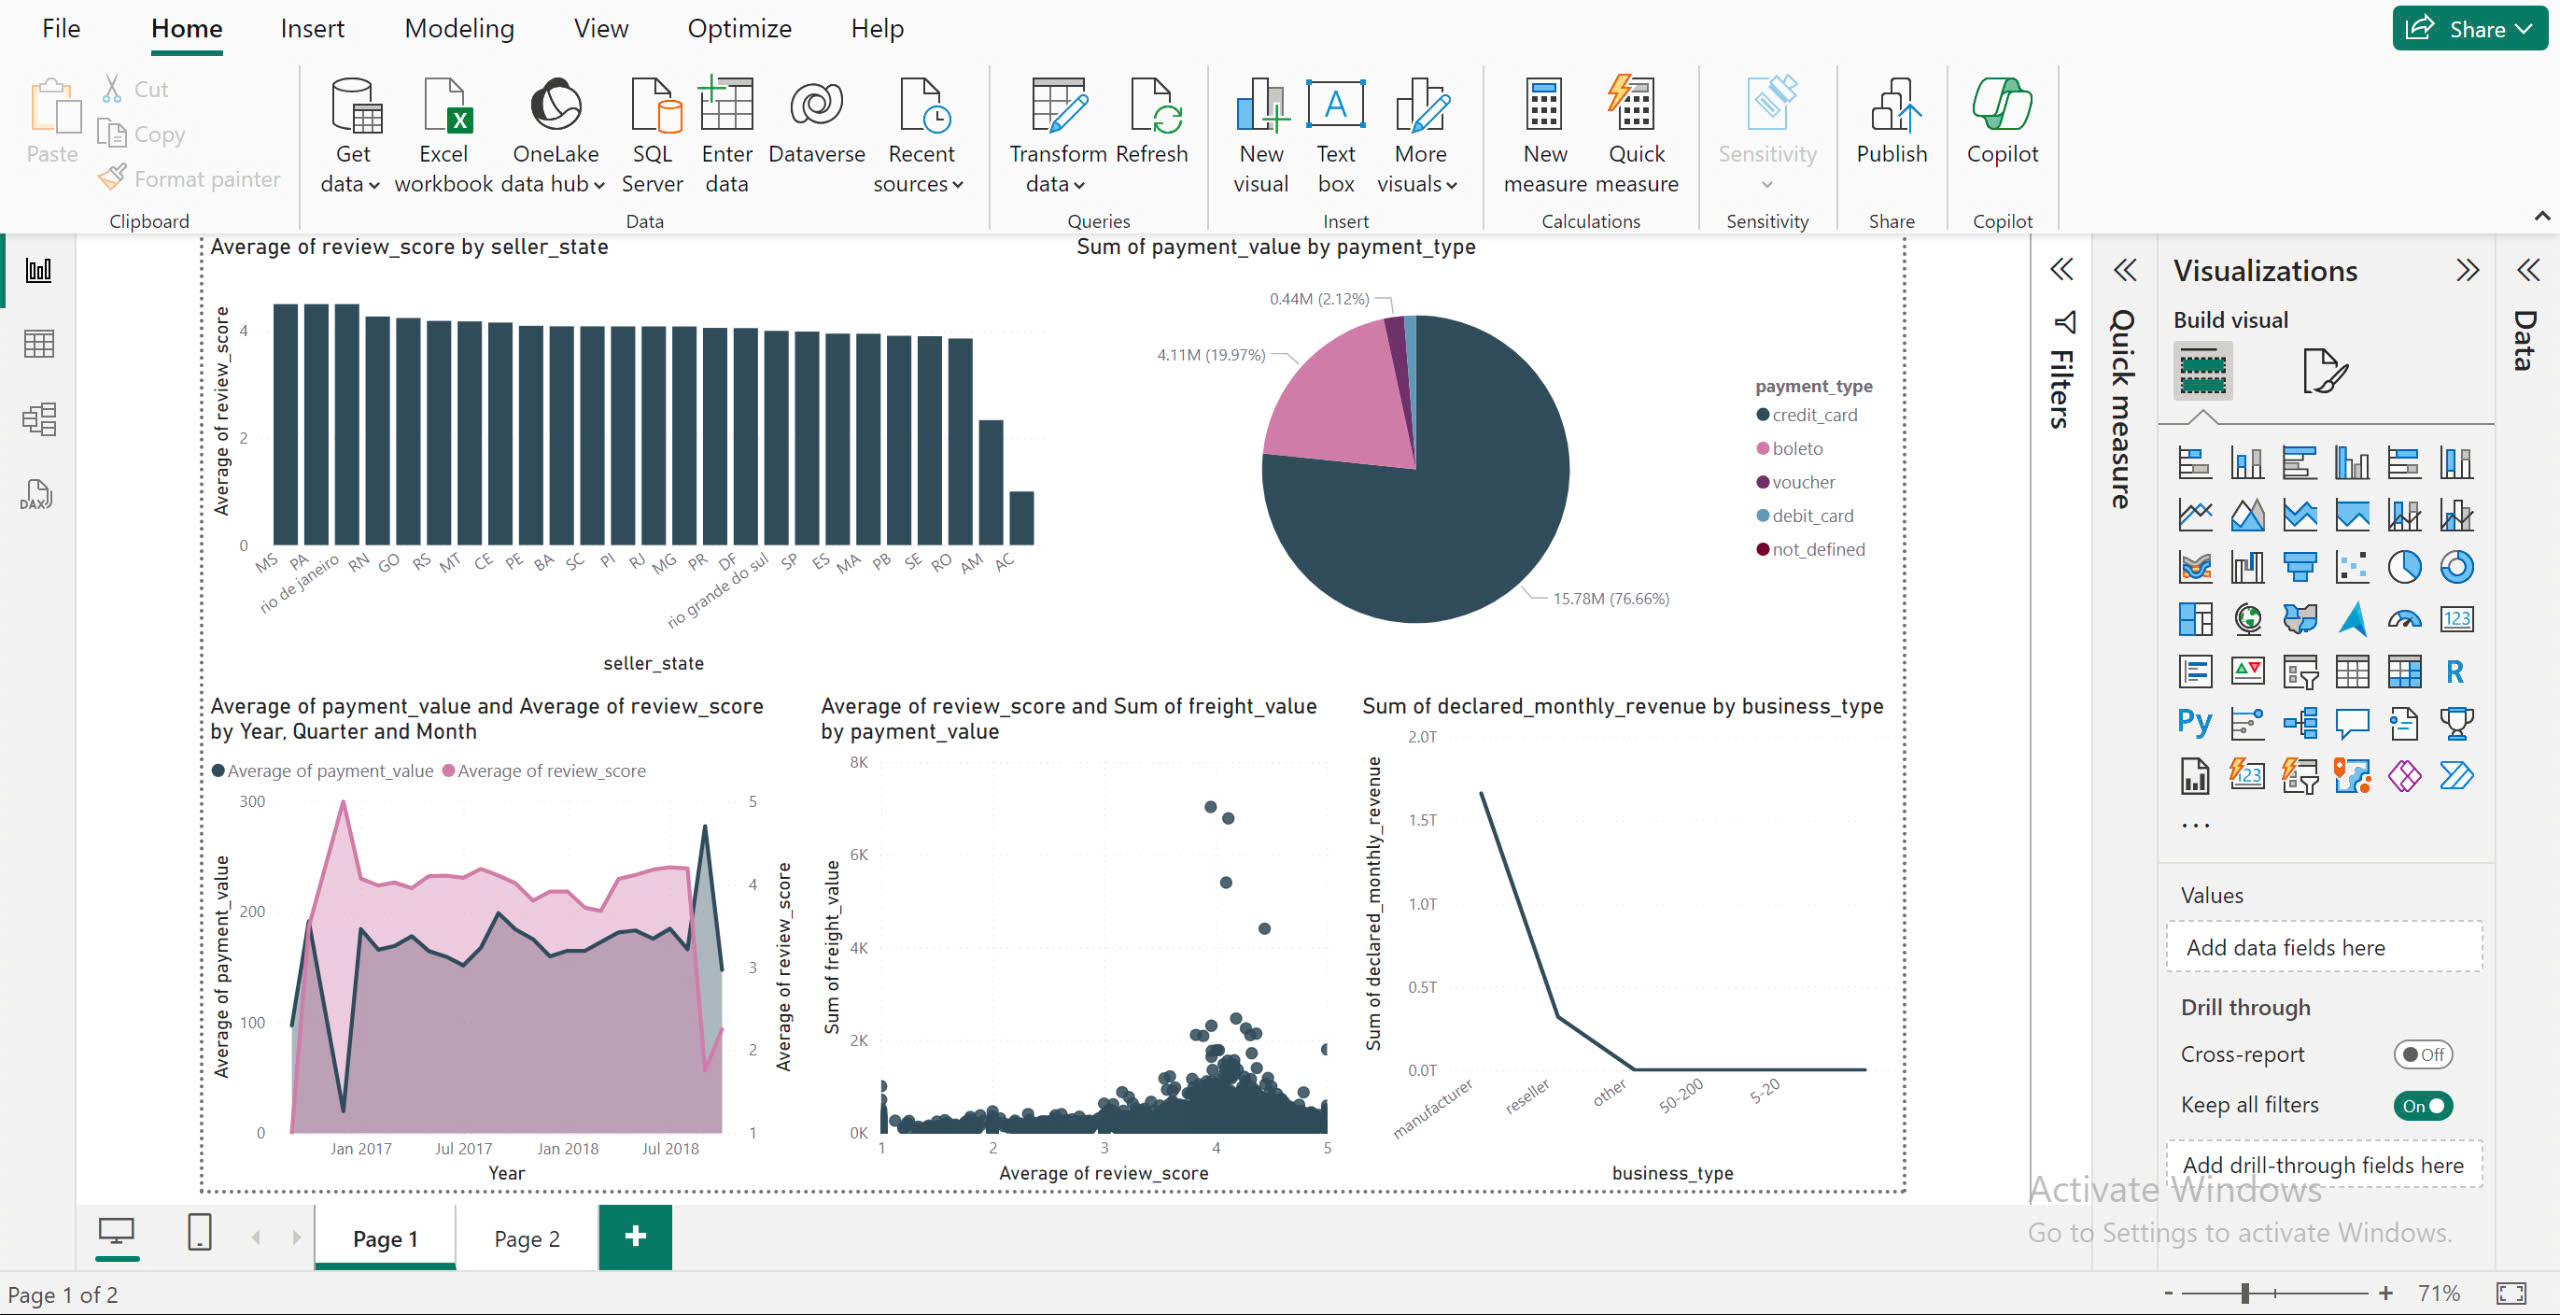 File Home Insert Modeling View Optimize Help Share
Paste Cut Copy Format painter
Clipboard
Get data Excel workbook OneLake data hub SQL Server Enter data Dataverse Recent sources
Data
Transform data Refresh
Queries
New visual Text box More visuals
Insert
New measure Quick measure
Calculations
Sensitivity
Sensitivity
Publish
Share
Copilot
Copilot
DAX
Average of review_score by seller_state
Average of review_score
4
2
0
MS PA rio de janeiro RN GO RS MT CE PE BA SC PI RJ MG PR DF rio grande do sul SP ES MA PB SE RO AM AC
seller_state
Sum of payment_value by payment_type
0.44M (2.12%)
4.11M (19.97%)
15.78M (76.66%)
payment_type
credit_card
boleto
voucher
debit_card
not_defined
Average of payment_value and Average of review_score
by Year, Quarter and Month
Average of payment_value Average of review_score
Average of payment_value
300
200
100
0
5
4
3
2
1
Average of review_score
Jan 2017 Jul 2017 Jan 2018 Jul 2018
Year
Average of review_score and Sum of freight_value
by payment_value
Sum of freight_value
8K
6K
4K
2K
0K
1 2 3 4 5
Average of review_score
Sum of declared_monthly_revenue by business_type
Sum of declared_monthly_revenue
2.0T
1.5T
1.0T
0.5T
0.0T
manufacturer reseller other 50-200 5-20
business_type
Filters
Quick measure
Visualizations
Build visual
123
R
Py
123
...
Values
Add data fields here
Drill through
Cross-report Off
Keep all filters On
Add drill-through fields here
Data
Activate Windows
Go to Settings to activate Windows.
Page 1 Page 2 +
Page 1 of 2
- + 71%